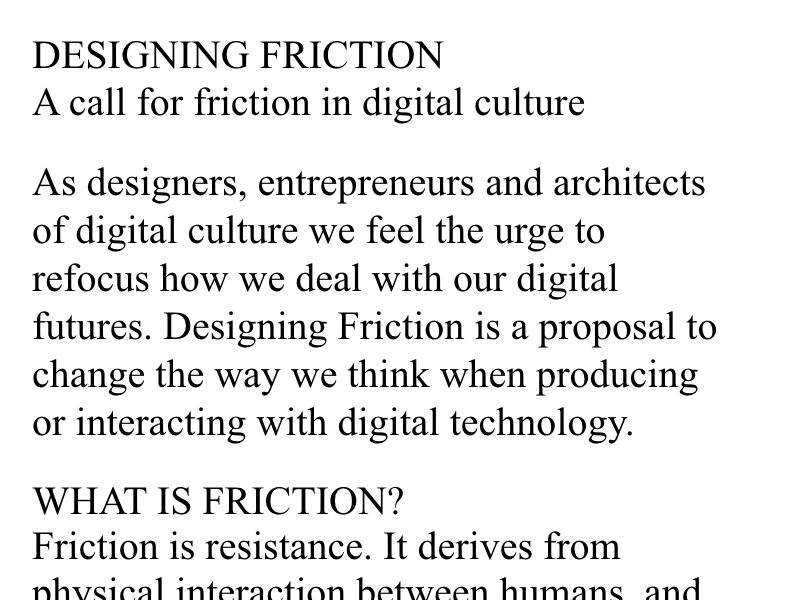 DESIGNING FRICTION
A call for friction in digital culture
As designers, entrepreneurs and architects
of digital culture we feel the urge to
refocus how we deal with our digital
futures. Designing Friction is a proposal to
change the way we think when producing
or interacting with digital technology.
WHAT IS FRICTION?
Friction is resistance. It derives from
physical interaction between humans, and